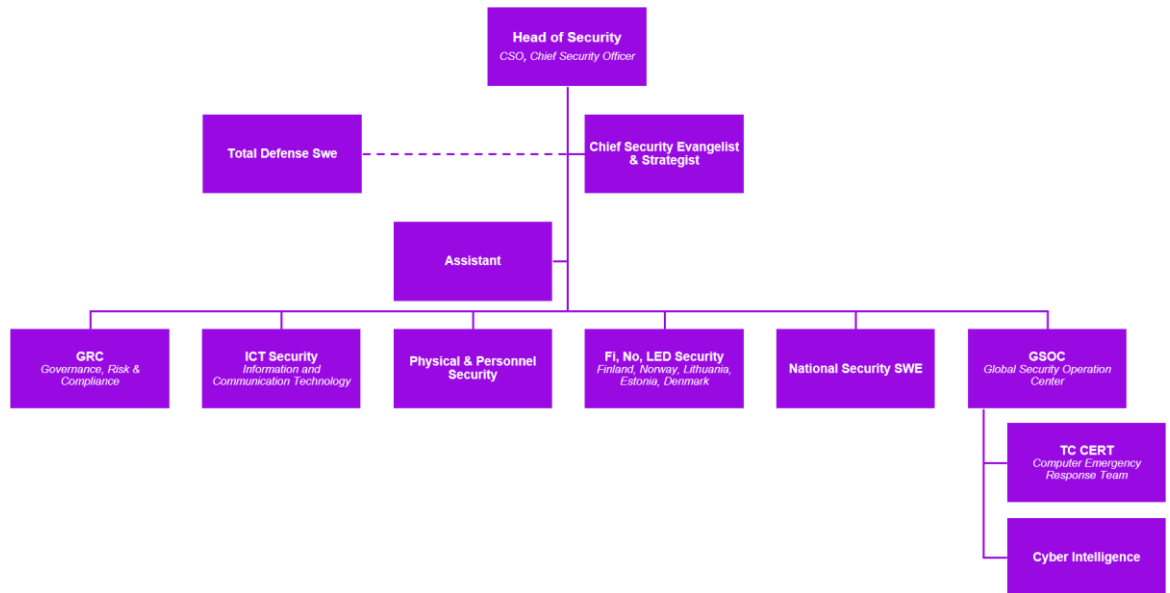 Head of Security
CSO, Chief Security Officer
Total Defense Swe
Chief Security Evangelist
& Strategist
Assistant
GRC
Governance, Risk &
Compliance
ICT Security
Information and
Communication Technology
Physical & Personnel
Security
Fi, No, LED Security
Finland, Norway, Lithuania,
Estonia, Denmark
National Security SWE
GSOC
Global Security Operation
Center
TC CERT
Computer Emergency
Response Team
Cyber Intelligence